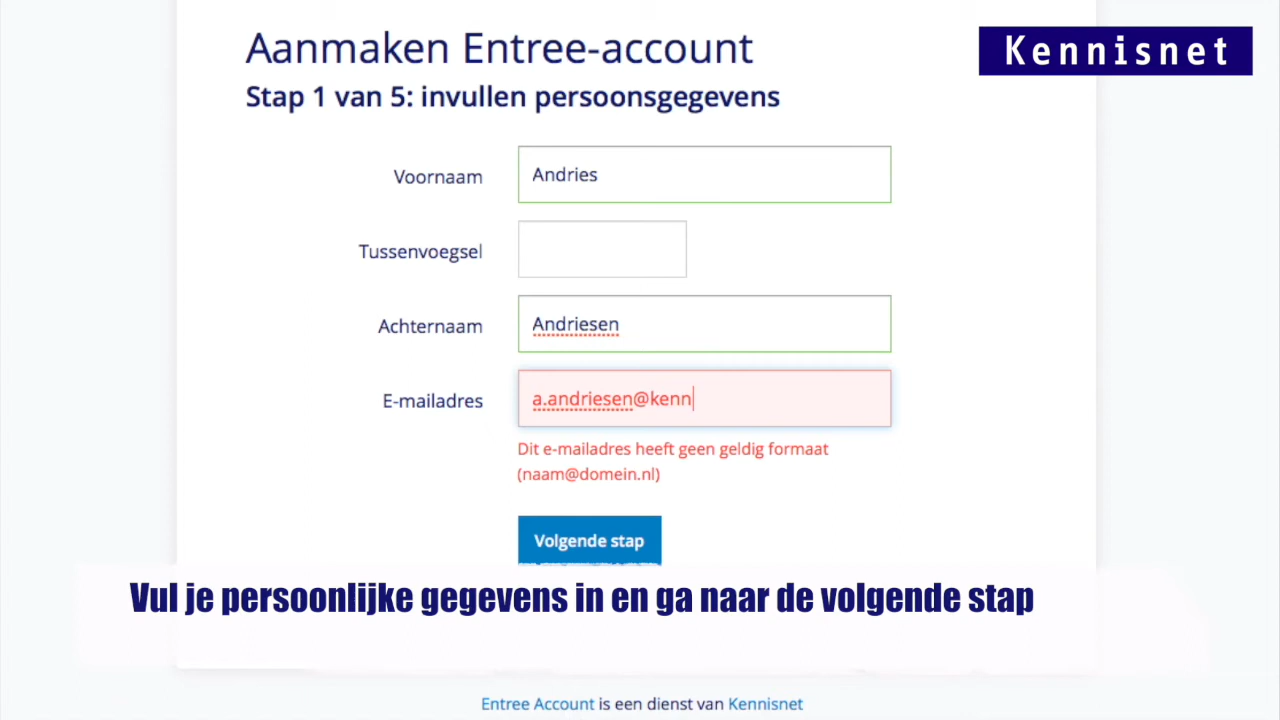 Aanmaken Entree-account
Kennisnet
Stap 1 van 5: invullen persoonsgegevens
Voornaam
Andries
Tussenvoegsel
Achternaam
Andriesen
E-mailadres
a.andriesen@kenn
Dit e-mailadres heeft geen geldig formaat
(naam@domein.nl)
Volgende stap
Vul je persoonlijke gegevens in en ga naar de volgende stap
Entree Account is een dienst van Kennisnet